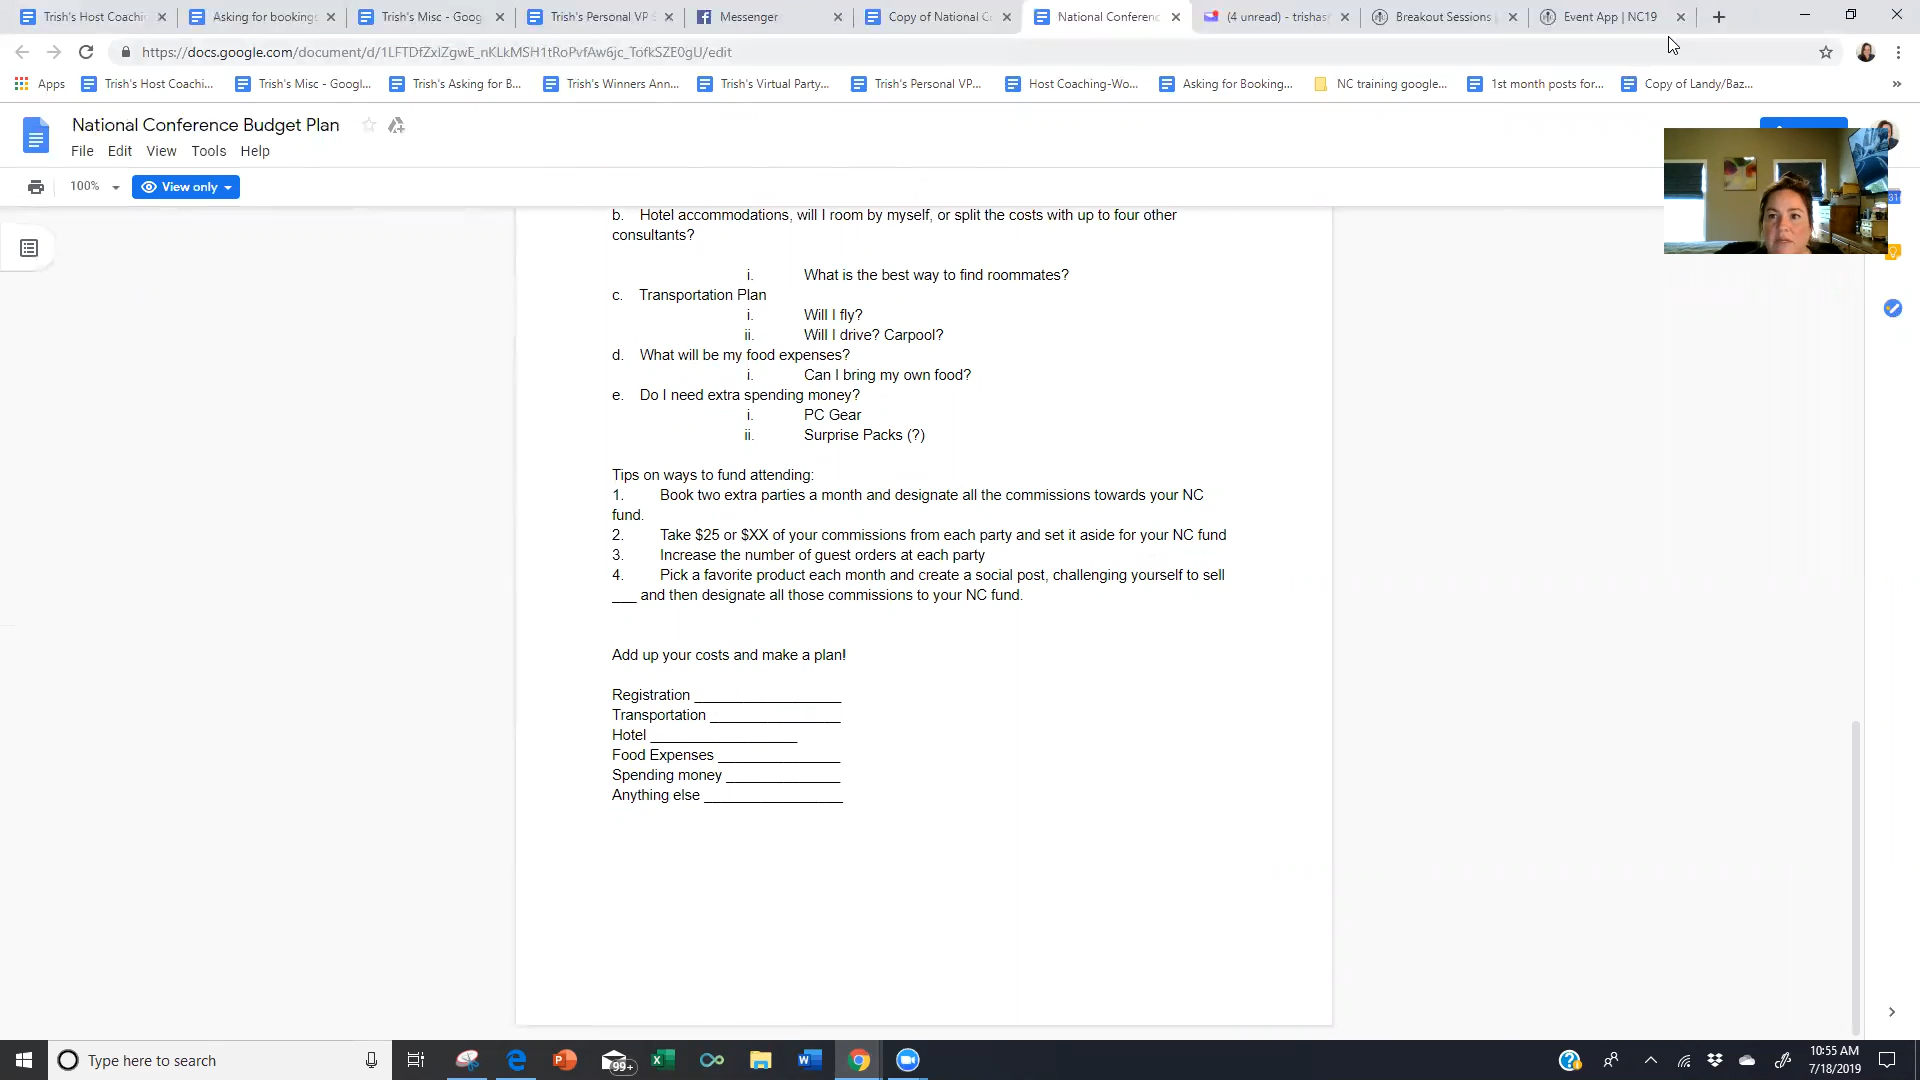 Trish's Host Coachi
Asking for booking
Trish's Misc - Goog
Trish's Personal VP
Messenger
Copy of National C
National Conferenc
(4 unread) - trishas
Breakout Sessions
Event App | NC19
https://docs.google.com/document/d/1LFTDfZxlZgwE_nKLkMSH1tRoPvfAw6jc_TofkSZE0gU/edit
Apps
Trish's Host Coachi...
Trish's Misc - Googl...
Trish's Asking for B...
Trish's Winners Ann...
Trish's Virtual Party...
Trish's Personal VP...
Host Coaching-Wo...
Asking for Booking...
NC training google...
1st month posts for...
Copy of Landy/Baz...
National Conference Budget Plan
File Edit View Tools Help
100%
View only
31
b. Hotel accommodations, will I room by myself, or split the costs with up to four other
consultants?
i. What is the best way to find roommates?
c. Transportation Plan
i. Will I fly?
ii. Will I drive? Carpool?
d. What will be my food expenses?
i. Can I bring my own food?
e. Do I need extra spending money?
i. PC Gear
ii. Surprise Packs (?)
Tips on ways to fund attending:
1. Book two extra parties a month and designate all the commissions towards your NC
fund.
2. Take $25 or $XX of your commissions from each party and set it aside for your NC fund
3. Increase the number of guest orders at each party
4. Pick a favorite product each month and create a social post, challenging yourself to sell
___ and then designate all those commissions to your NC fund.
Add up your costs and make a plan!
Registration __________________
Transportation ________________
Hotel __________________
Food Expenses _______________
Spending money ______________
Anything else _________________
Type here to search
99+
10:55 AM
7/18/2019